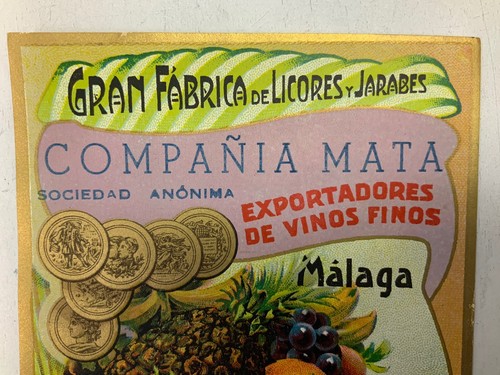 GRAN FÁBRICA DE LICORES Y JARABES
COMPAÑIA MATA
SOCIEDAD ANÓNIMA
EXPORTADORES
DE VINOS FINOS
Málaga